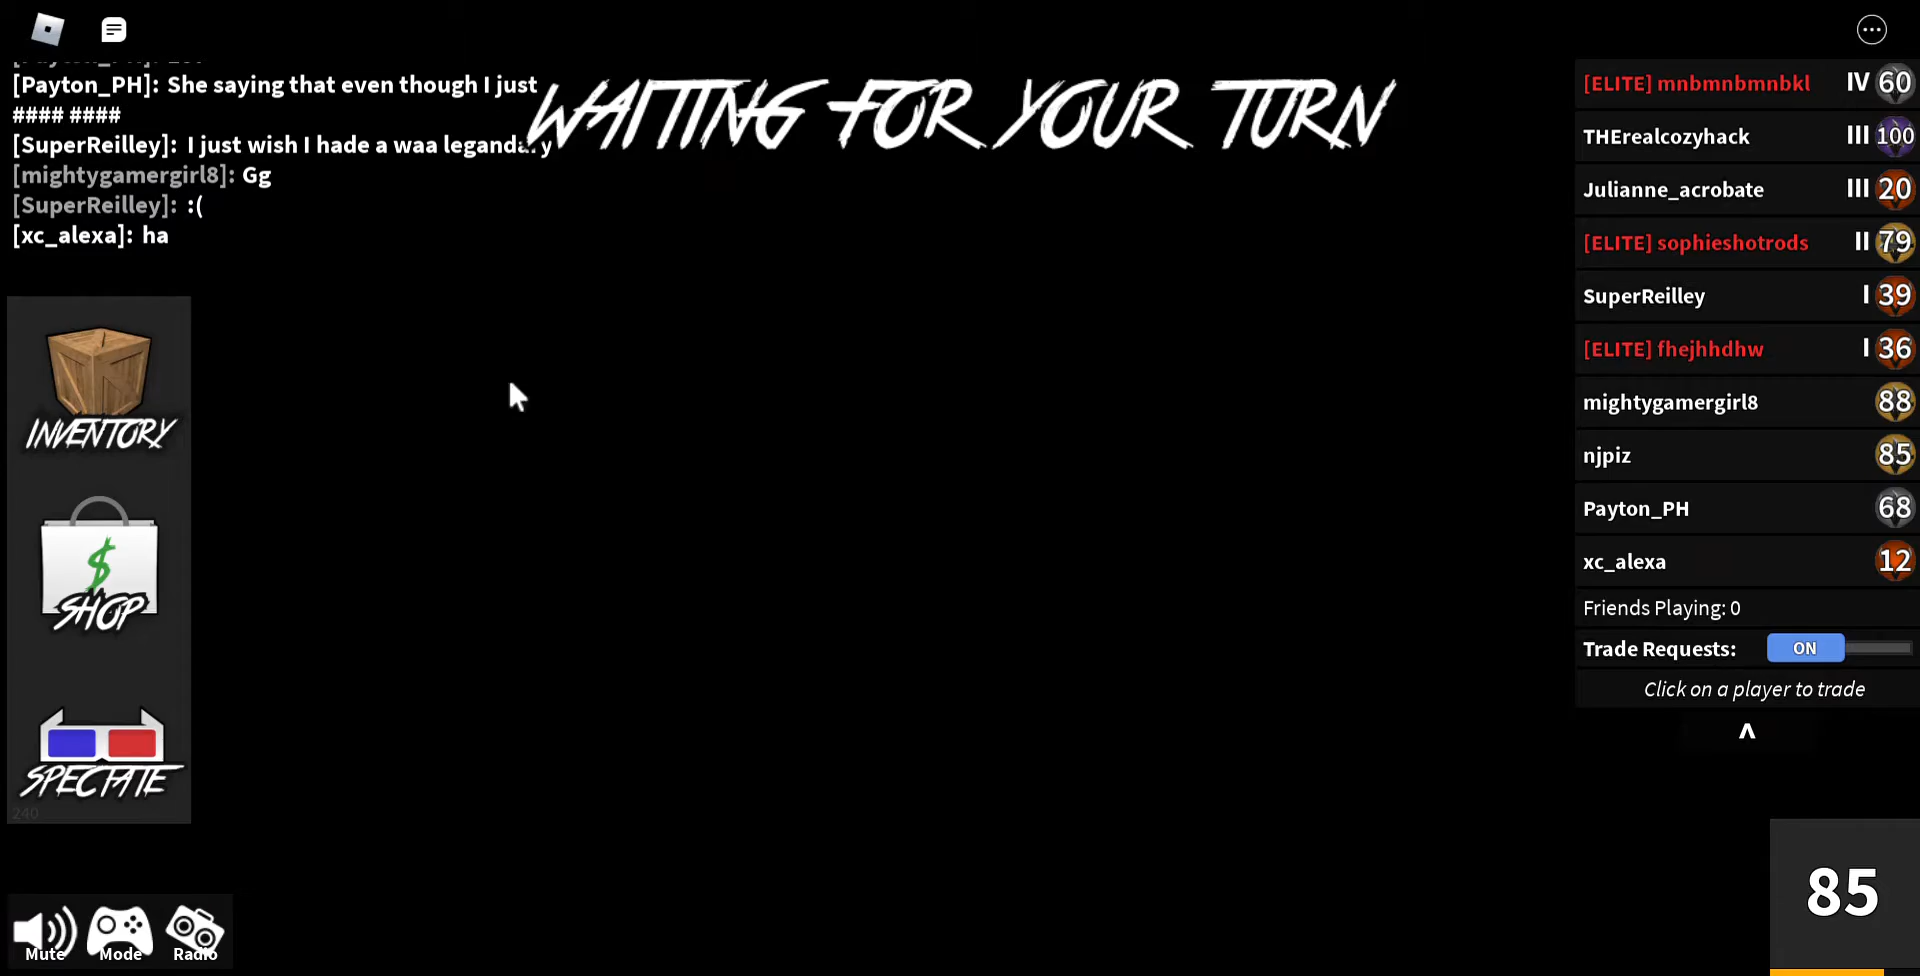 [Payton_PH]: She saying that even though I just
#### ####
[SuperReilley]: I just wish I hade a waa legandary
[mightygamergirl8]: Gg
[SuperReilley]: :(
[xc_alexa]: ha
WAITING FOR YOUR TURN
INVENTORY
$
SHOP
SPECTATE
240
Mute
Mode
Radio
[ELITE] mnbmnbmnbkl IV 60
THErealcozyhack III 100
Julianne_acrobate III 20
[ELITE] sophieshotrods II 79
SuperReilley I 39
[ELITE] fhejhhdhw I 36
mightygamergirl8 88
njpiz 85
Payton_PH 68
xc_alexa 12
Friends Playing: 0
Trade Requests: ON
Click on a player to trade
^
85